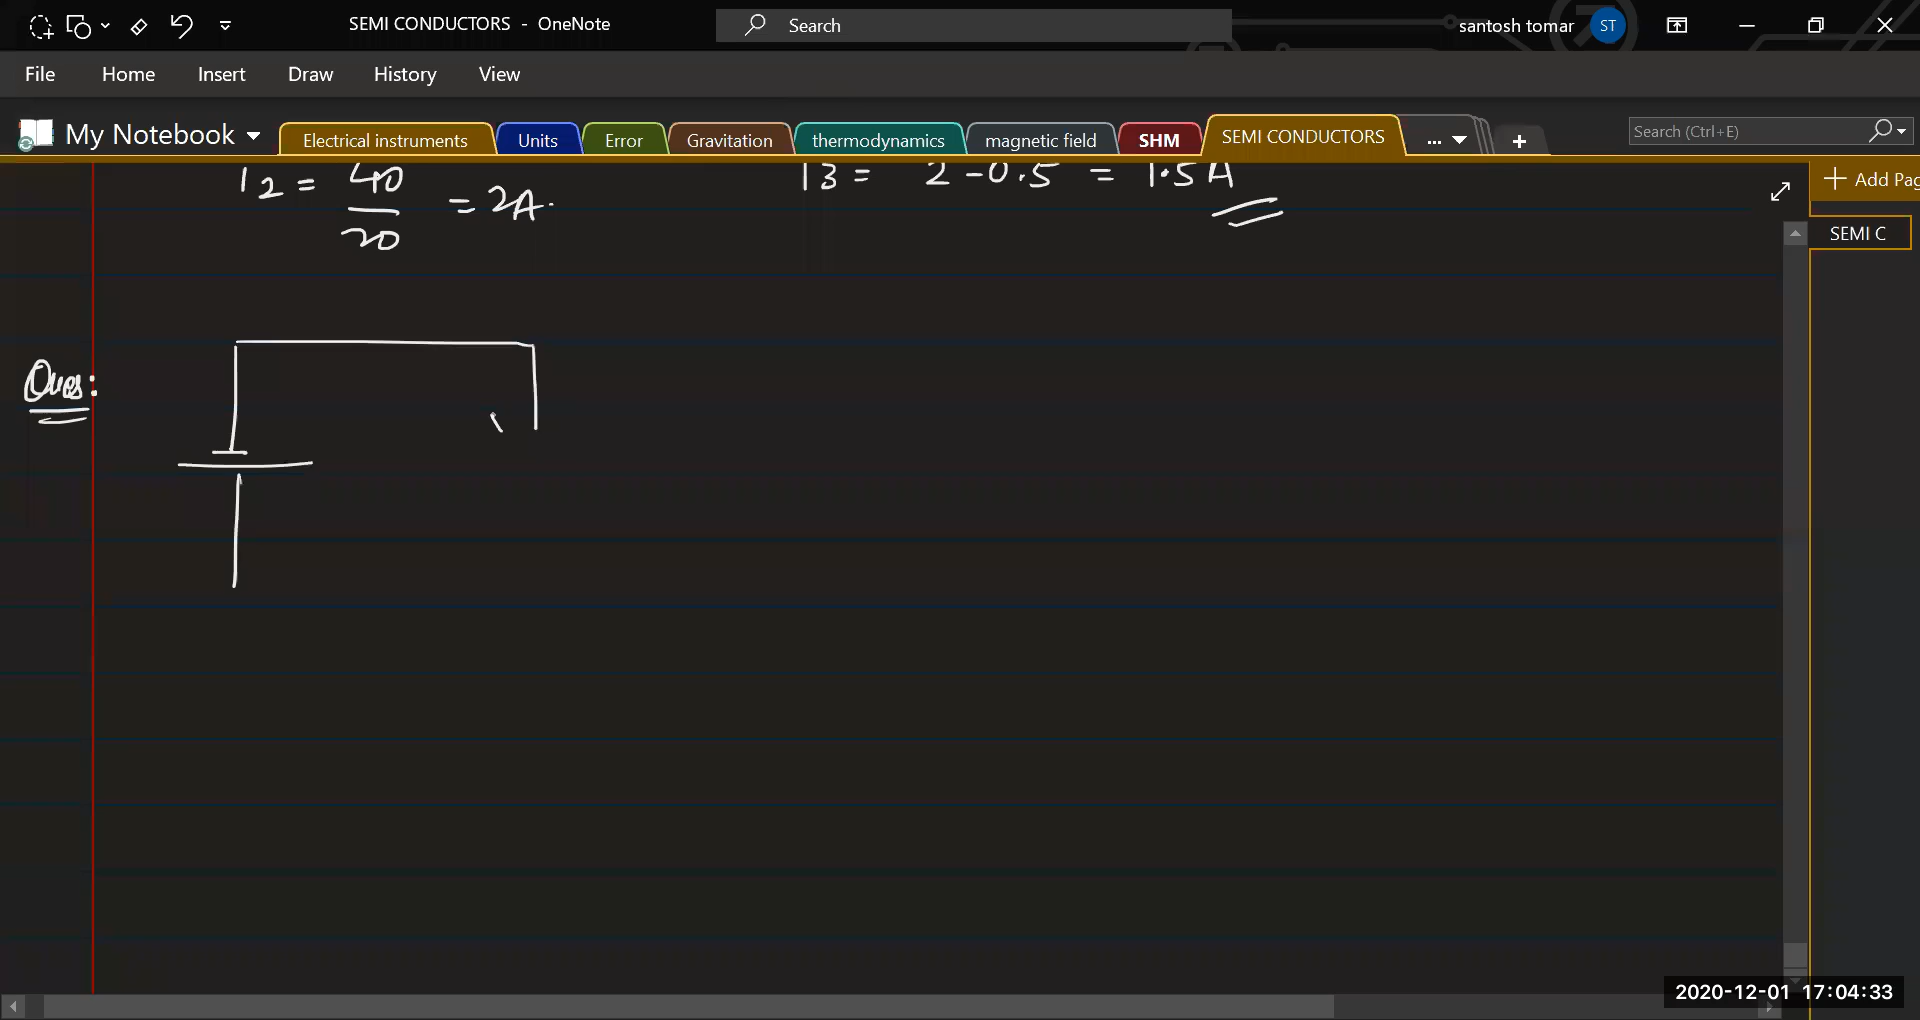 SEMI CONDUCTORS - OneNote
Search
santosh tomar
ST
File Home Insert Draw History View
My Notebook
Electrical instruments
Units
Error
Gravitation
thermodynamics
magnetic field
SHM
SEMI CONDUCTORS
...
+
Search (Ctrl+E)
+ Add Pag
SEMI C
I2 = 40/20 = 2A.
I3 = 2 - 0.5 = 1.5 A
Ques:
2020-12-01 17:04:33